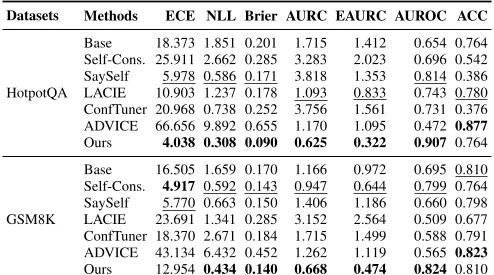 Datasets Methods ECE NLL Brier AURC EAURC AUROC ACC
Base 18.373 1.851 0.201 1.715 1.412 0.654 0.764
Self-Cons. 25.911 2.662 0.285 3.283 2.023 0.696 0.542
SaySelf 5.978 0.586 0.171 3.818 1.353 0.814 0.386
HotpotQA LACIE 10.903 1.237 0.178 1.093 0.833 0.743 0.780
ConfTuner 20.968 0.738 0.252 3.756 1.561 0.731 0.376
ADVICE 66.656 9.892 0.655 1.170 1.095 0.472 0.877
Ours 4.038 0.308 0.090 0.625 0.322 0.907 0.764
Base 16.505 1.659 0.170 1.166 0.972 0.695 0.810
Self-Cons. 4.917 0.592 0.143 0.947 0.644 0.799 0.764
SaySelf 5.770 0.663 0.150 1.406 1.186 0.660 0.798
GSM8K LACIE 23.691 1.341 0.285 3.152 2.564 0.509 0.677
ConfTuner 18.370 2.671 0.184 1.715 1.499 0.588 0.791
ADVICE 43.134 6.432 0.452 1.262 1.119 0.565 0.823
Ours 12.954 0.434 0.140 0.668 0.474 0.824 0.810